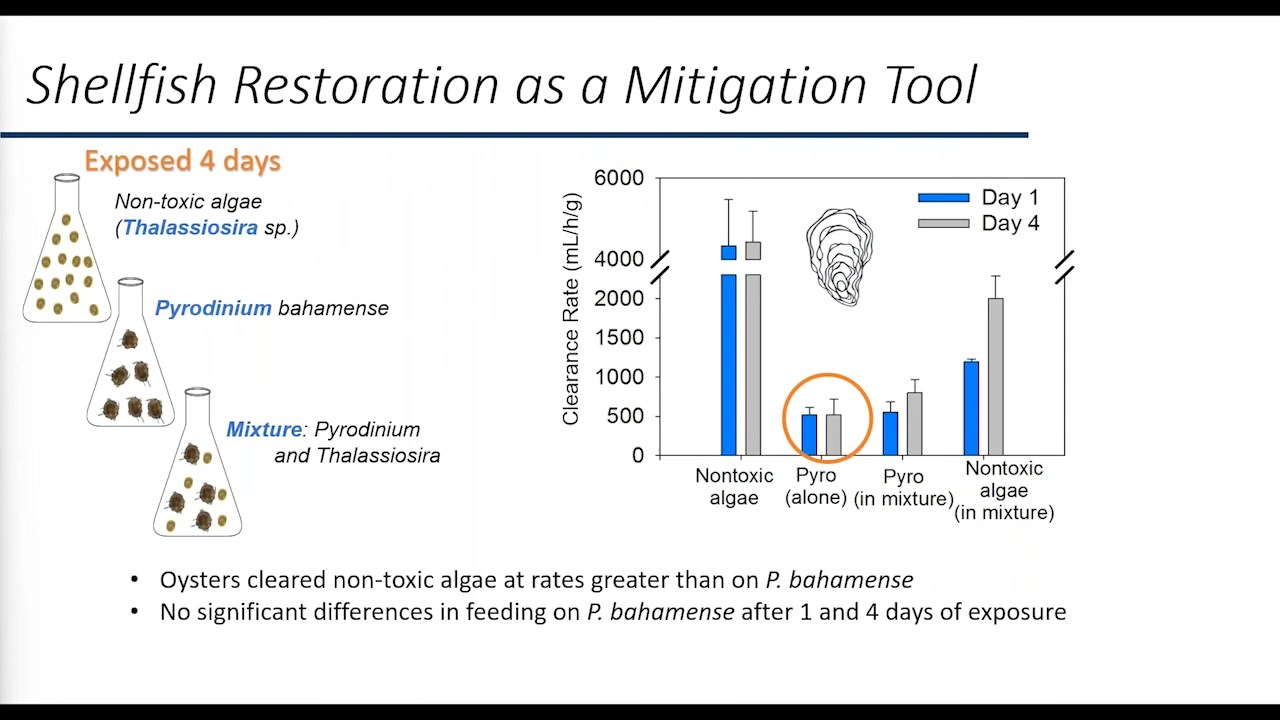 Shellfish Restoration as a Mitigation Tool
Exposed 4 days
Non-toxic algae
(Thalassiosira sp.)
Pyrodinium bahamense
Mixture: Pyrodinium
and Thalassiosira
Clearance Rate (mL/h/g)
6000
4000
2000
1500
1000
500
0
Day 1
Day 4
Nontoxic
algae
Pyro
(alone)
Pyro
(in mixture)
Nontoxic
algae
(in mixture)
• Oysters cleared non-toxic algae at rates greater than on P. bahamense
• No significant differences in feeding on P. bahamense after 1 and 4 days of exposure